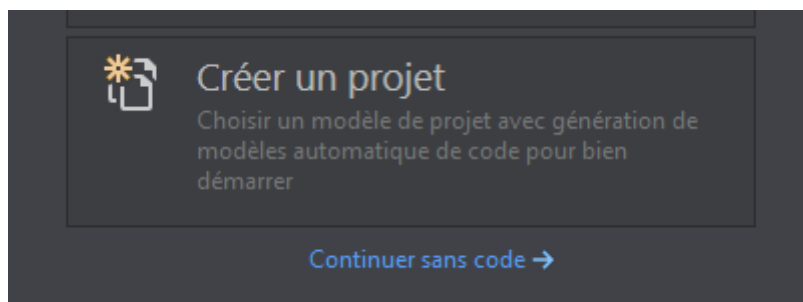 Créer un projet
Choisir un modèle de projet avec génération de
modèles automatique de code pour bien
démarrer
Continuer sans code →